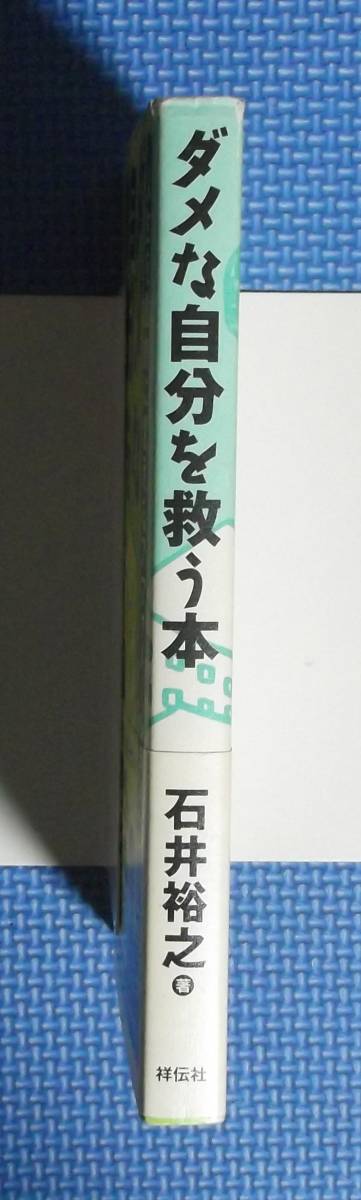 ダメな自分を救う本
石井裕之 著
祥伝社